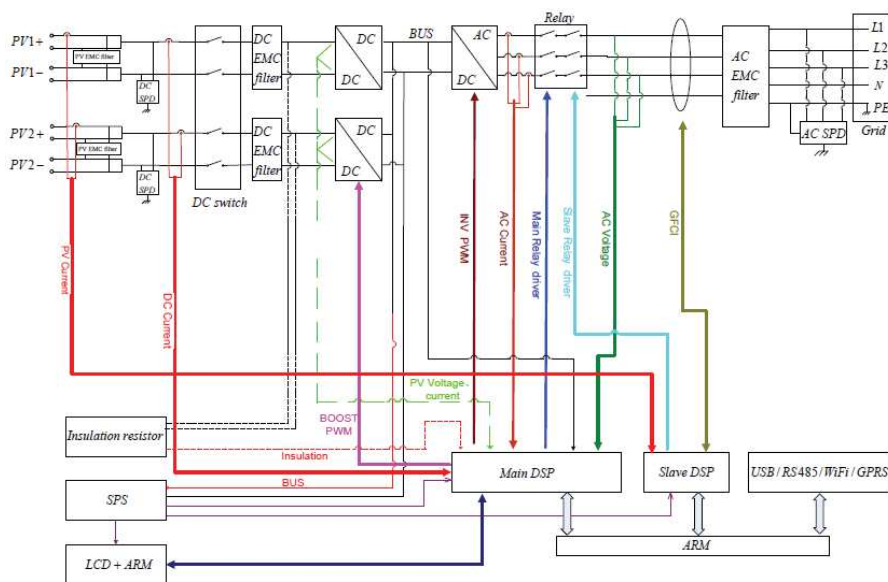 PV1+
PV EMC filter
PV1−
DC
SPD
PV2+
PV EMC filter
PV2−
DC
SPD
DC switch
DC
EMC
filter
DC
EMC
filter
DC
DC
DC
DC
BUS
AC
DC
Relay
AC
EMC
filter
L1
L2
L3
N
PE
AC SPD
Grid
PV Current
DC Current
INV PWM
AC Current
Main Relay driver
Slave Relay driver
AC Voltage
GFCI
PV Voltage
current
BOOST
PWM
Insulation resistor
Insulation
BUS
SPS
LCD + ARM
Main DSP
Slave DSP
USB / RS485 / WiFi / GPRS
ARM